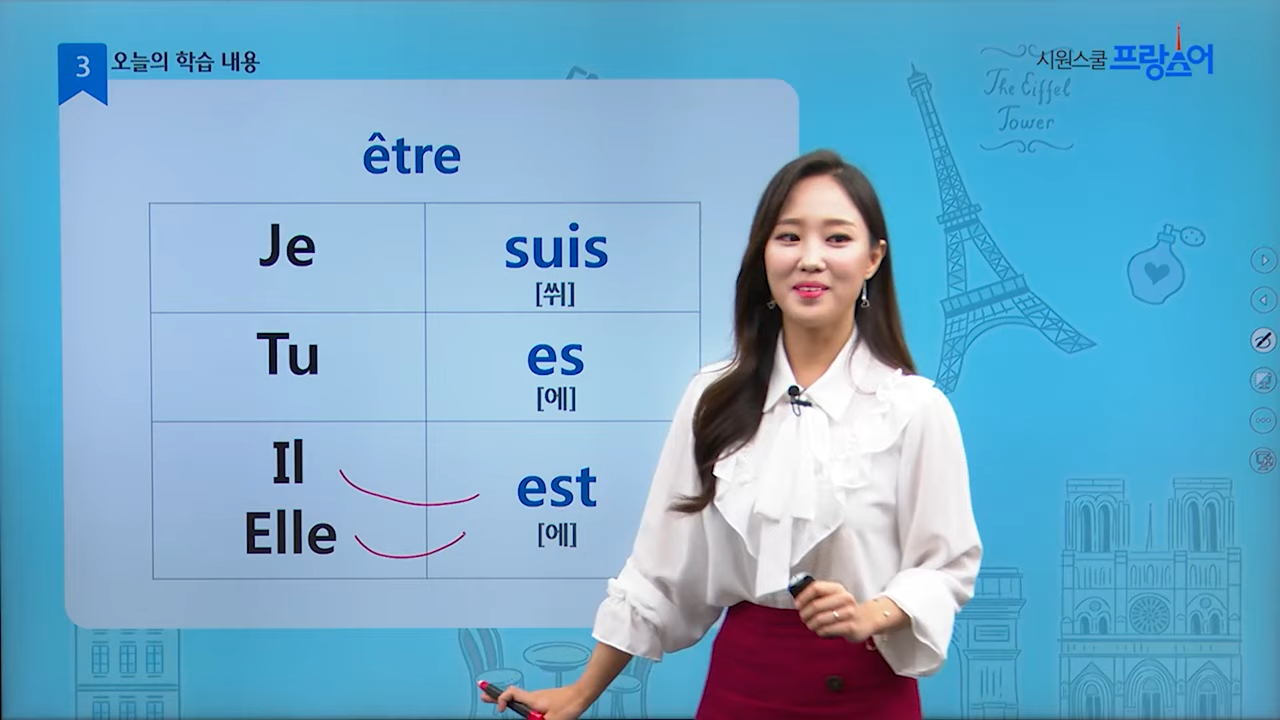 3 오늘의 학습 내용
시원스쿨 프랑스어
The Eiffel
Tower
être
Je suis
[쒸]
Tu es
[에]
Il
est
Elle
[에]